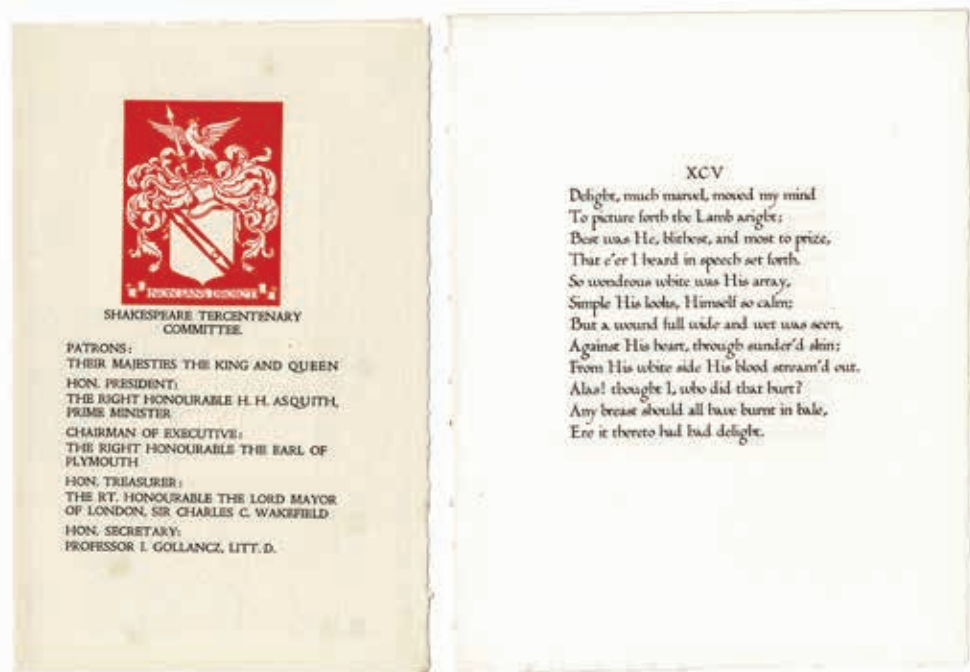 NON SANS DROICT
SHAKESPEARE TERCENTENARY
COMMITTEE.
PATRONS:
THEIR MAJESTIES THE KING AND QUEEN
HON. PRESIDENT:
THE RIGHT HONOURABLE H. H. ASQUITH,
PRIME MINISTER
CHAIRMAN OF EXECUTIVE:
THE RIGHT HONOURABLE THE EARL OF
PLYMOUTH
HON. TREASURER:
THE RT. HONOURABLE THE LORD MAYOR
OF LONDON, SIR CHARLES C. WAKEFIELD
HON. SECRETARY:
PROFESSOR I. GOLLANCZ, LITT. D.
XCV
Delight, much marvel, moved my mind
To picture forth the Lamb aright;
Best was He, blithest, and most to prize,
That e'er I heard in speech set forth.
So wondrous white was His array,
Simple His looks, Himself so calm;
But a wound full wide and wet was seen,
Against His heart, through sunder'd skin;
From His white side His blood stream'd out.
Alas! thought I, who did that hurt?
Any breast should all have burnt in bale,
Ere it thereto had had delight.